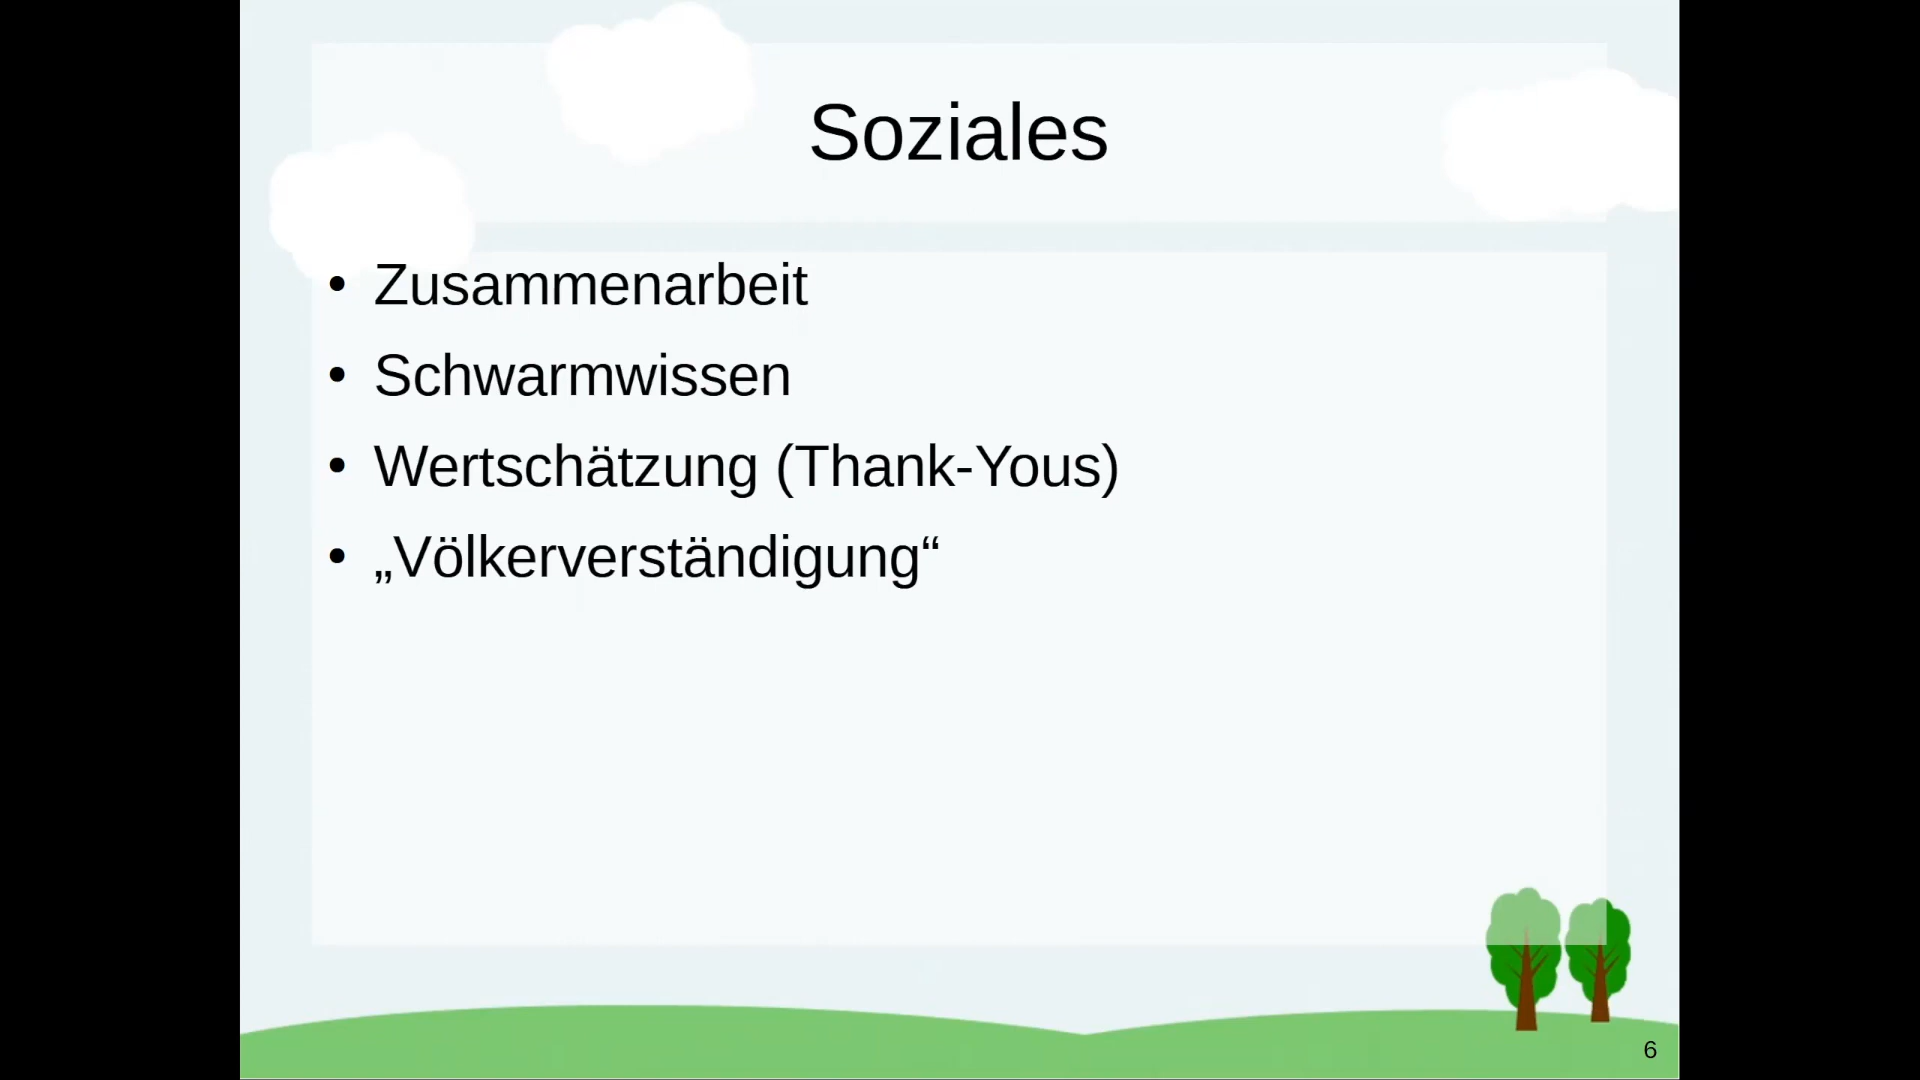 Soziales
• Zusammenarbeit
• Schwarmwissen
• Wertschätzung (Thank-Yous)
• „Völkerverständigung“
6